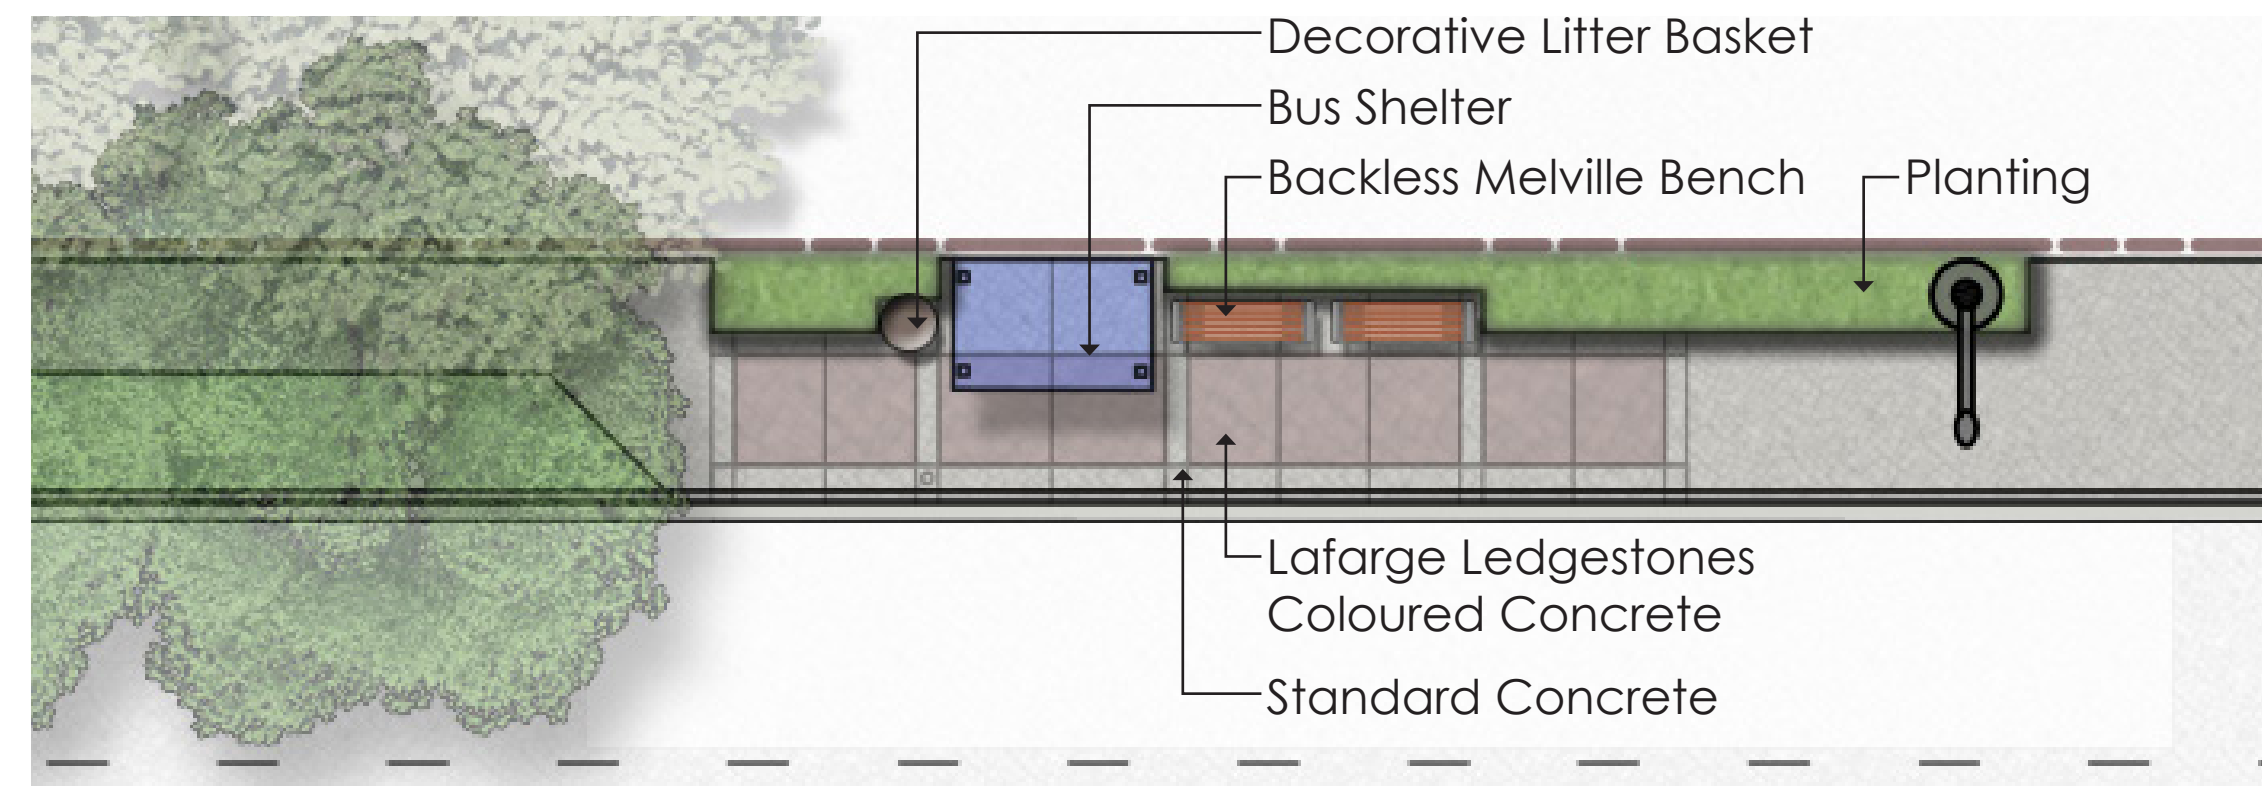 Decorative Litter Basket
Bus Shelter
Backless Melville Bench
Planting
Lafarge Ledgestones
Coloured Concrete
Standard Concrete